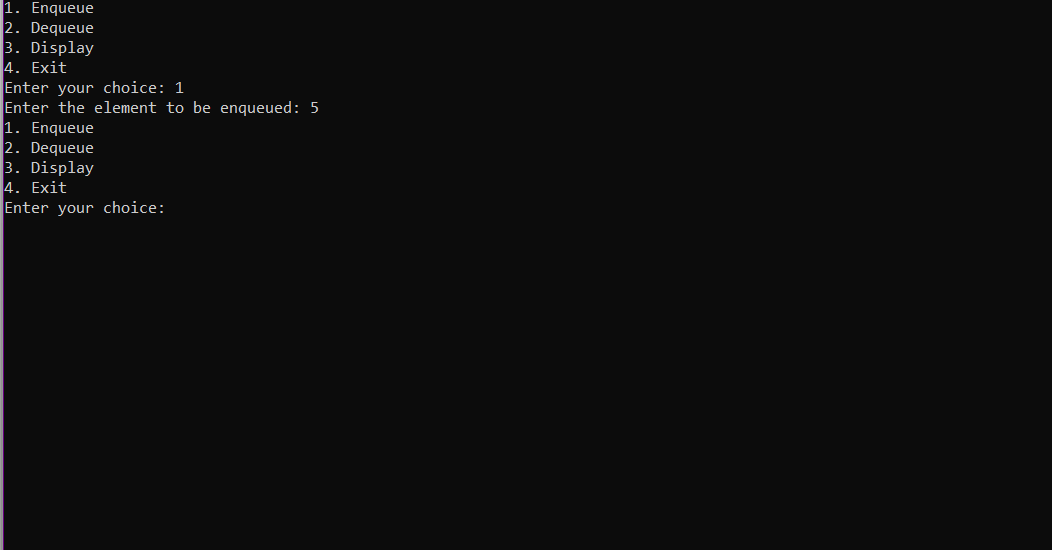 1. Enqueue
2. Dequeue
3. Display
4. Exit
Enter your choice: 1
Enter the element to be enqueued: 5
1. Enqueue
2. Dequeue
3. Display
4. Exit
Enter your choice: